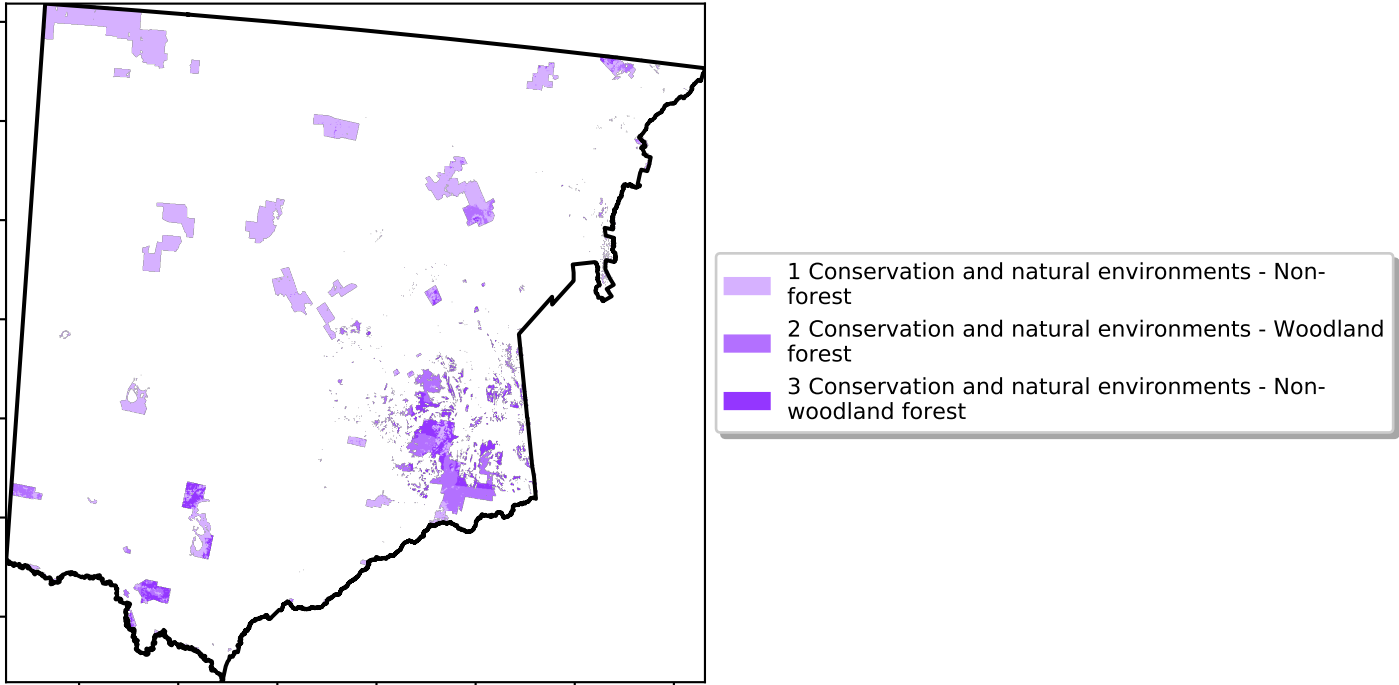 1 Conservation and natural environments - Non-
forest
2 Conservation and natural environments - Woodland
forest
3 Conservation and natural environments - Non-
woodland forest